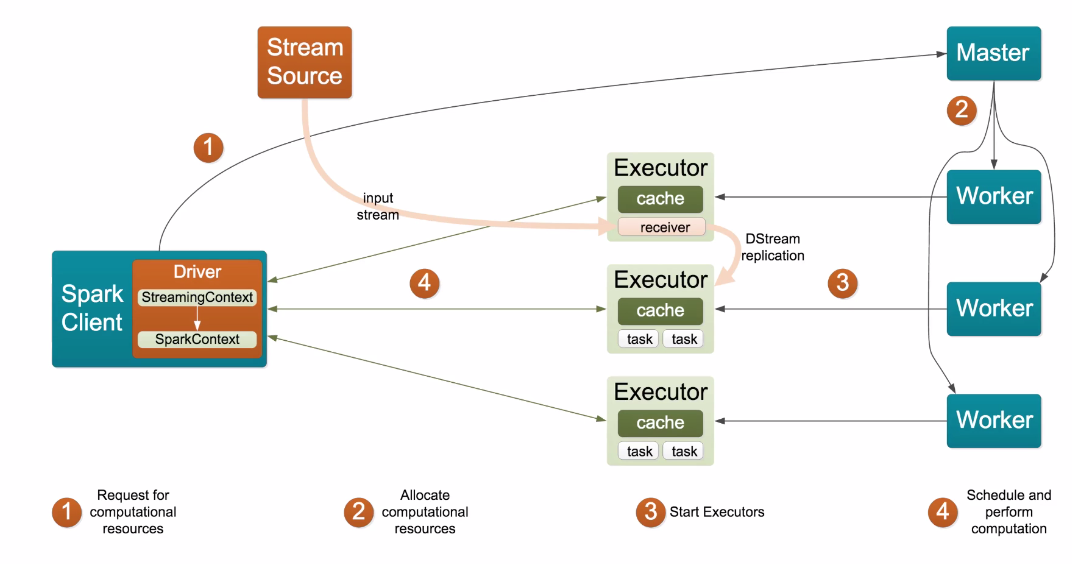 Stream
Source
Master
1
2
Executor
cache
receiver
Worker
input
stream
DStream
replication
Spark
Client
Driver
StreamingContext
SparkContext
4
Executor
cache
task task
3
Worker
Executor
cache
task task
Worker
1
Request for
computational
resources
2
Allocate
computational
resources
3
Start Executors
4
Schedule and
perform
computation